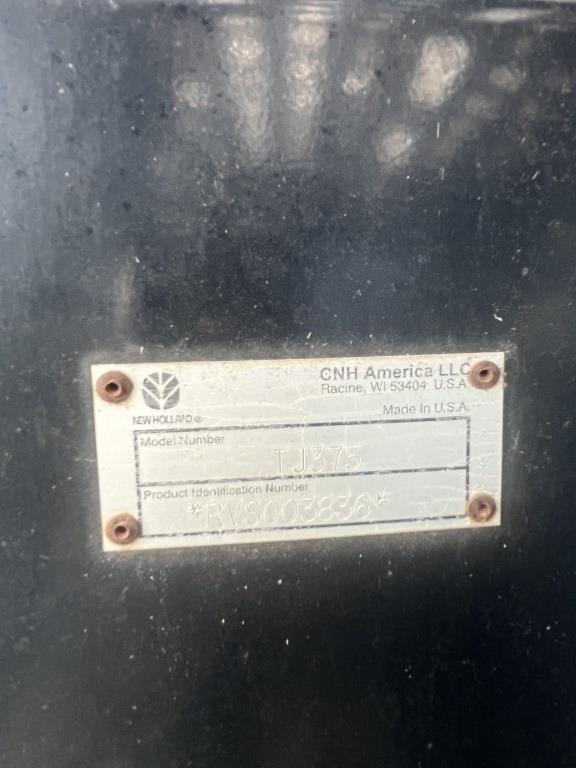 CNH America LLC
Racine, WI 53404 U.S.A.
NEW HOLLAND ®
Made In U.S.A.
Model Number
TJ375
Product Identification Number
*RVS003836*